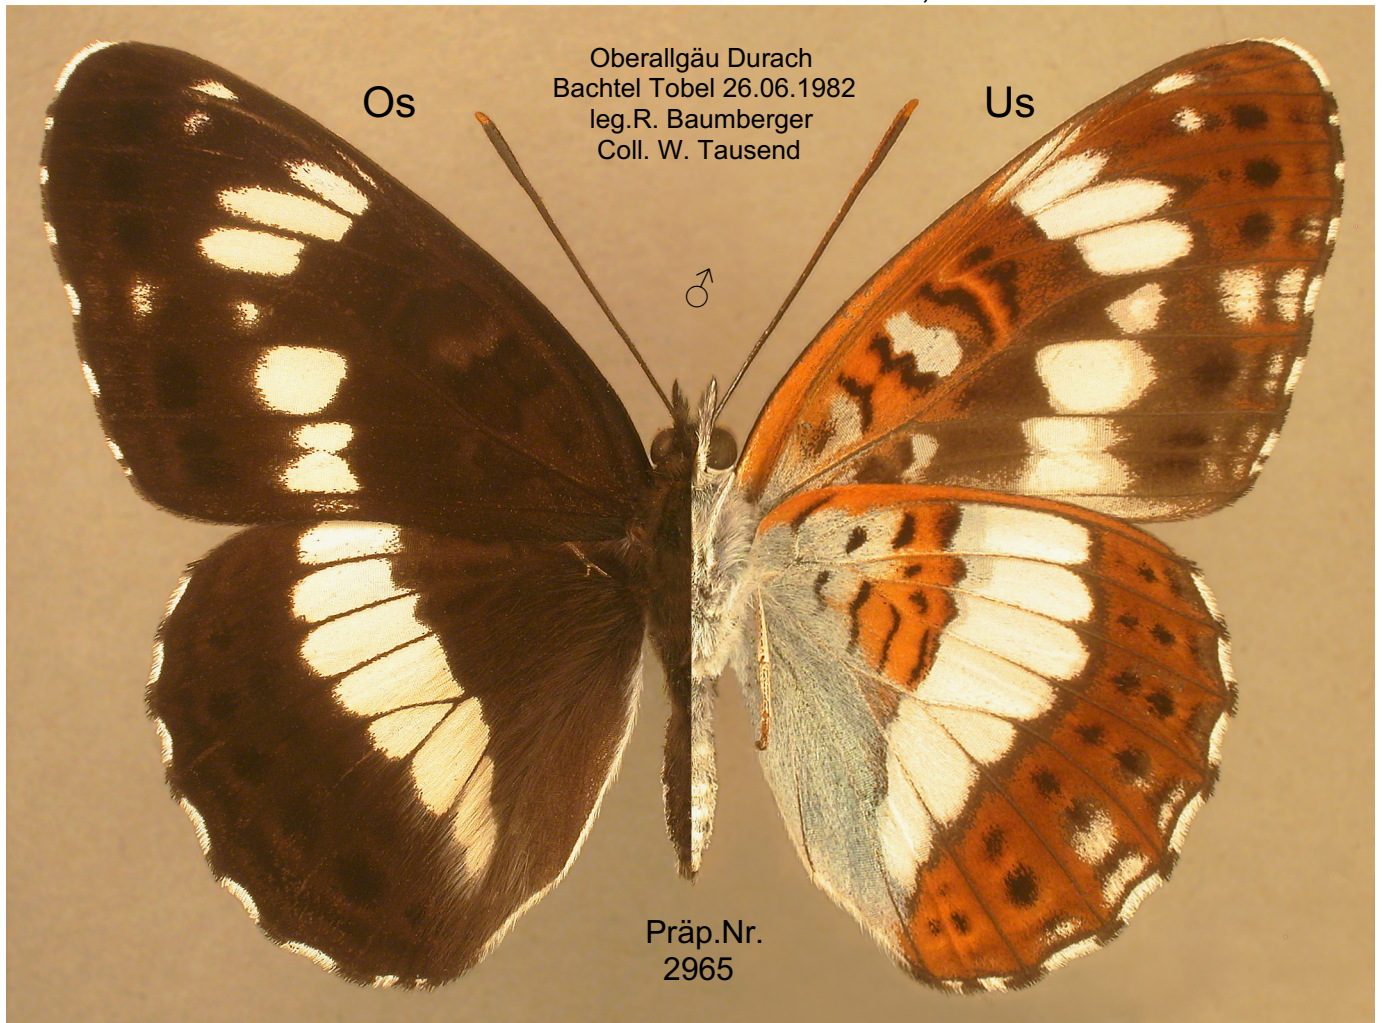 Oberallgäu Durach
Bachtel Tobel 26.06.1982
leg.R. Baumberger
Coll. W. Tausend
Os
Us
♂
Präp.Nr.
2965